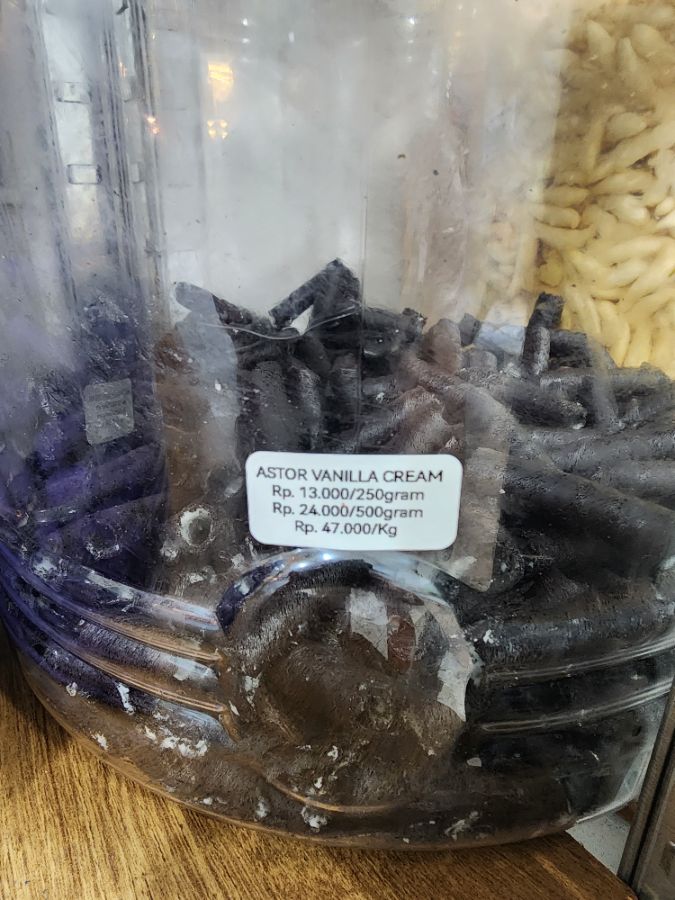 ASTOR VANILLA CREAM
Rp. 13.000/250gram
Rp. 24.000/500gram
Rp. 47.000/Kg